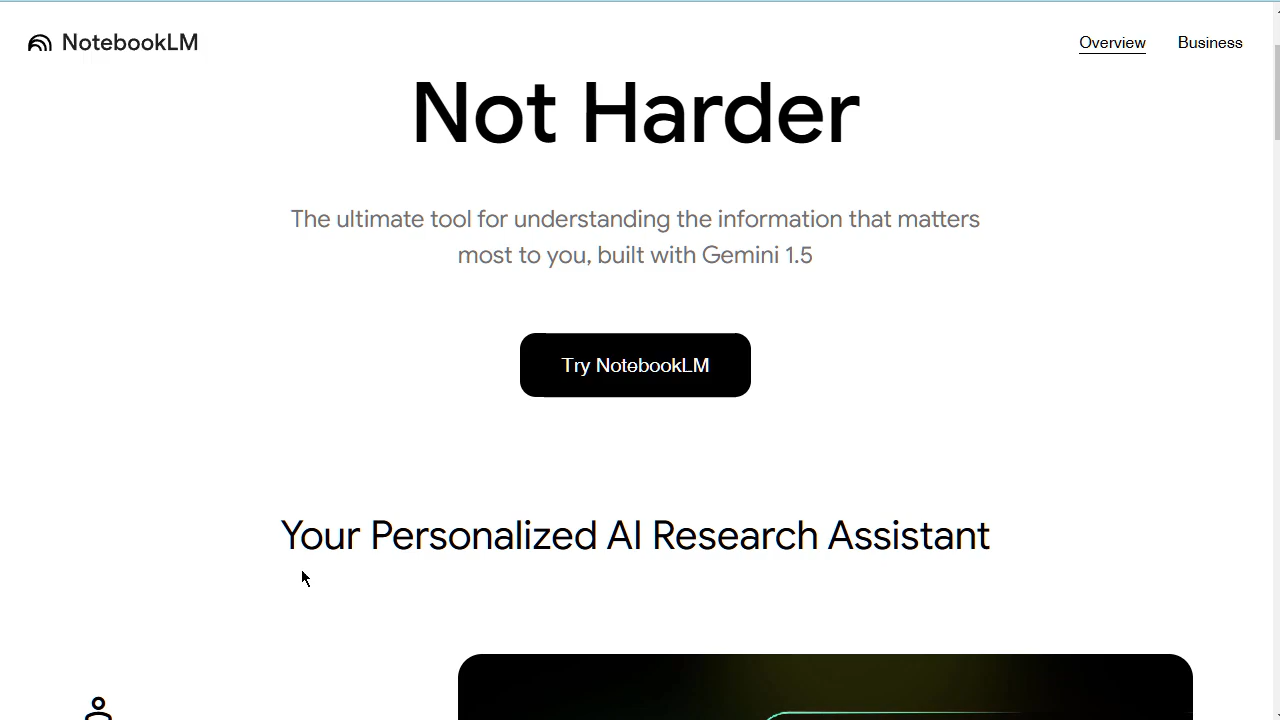 NotebookLM
Overview
Business
Not Harder
The ultimate tool for understanding the information that matters
most to you, built with Gemini 1.5
Try NotebookLM
Your Personalized AI Research Assistant